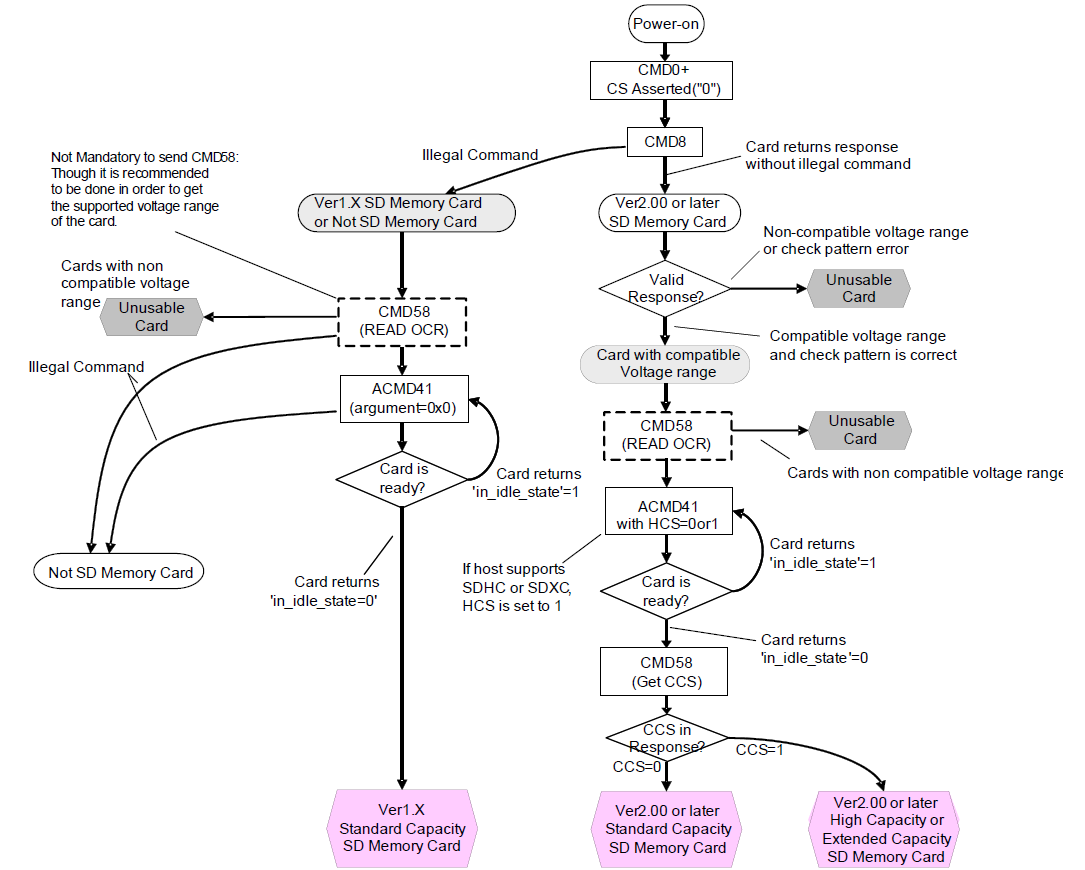 Power-on
CMD0+
CS Asserted("0")
CMD8
Illegal Command
Card returns response
without illegal command
Not Mandatory to send CMD58:
Though it is recommended
to be done in order to get
the supported voltage range
of the card.
Ver1.X SD Memory Card
or Not SD Memory Card
Ver2.00 or later
SD Memory Card
Non-compatible voltage range
or check pattern error
Cards with non
compatible voltage
range
Unusable
Card
CMD58
(READ OCR)
Valid
Response?
Unusable
Card
Compatible voltage range
and check pattern is correct
Card with compatible
Voltage range
Illegal Command
ACMD41
(argument=0x0)
CMD58
(READ OCR)
Unusable
Card
Cards with non compatible voltage range
Card is
ready?
Card returns
'in_idle_state'=1
ACMD41
with HCS=0or1
Card returns
'in_idle_state'=1
If host supports
SDHC or SDXC,
HCS is set to 1
Not SD Memory Card
Card returns
'in_idle_state=0'
Card is
ready?
Card returns
'in_idle_state'=0
CMD58
(Get CCS)
CCS in
Response?
CCS=0
CCS=1
Ver1.X
Standard Capacity
SD Memory Card
Ver2.00 or later
Standard Capacity
SD Memory Card
Ver2.00 or later
High Capacity or
Extended Capacity
SD Memory Card